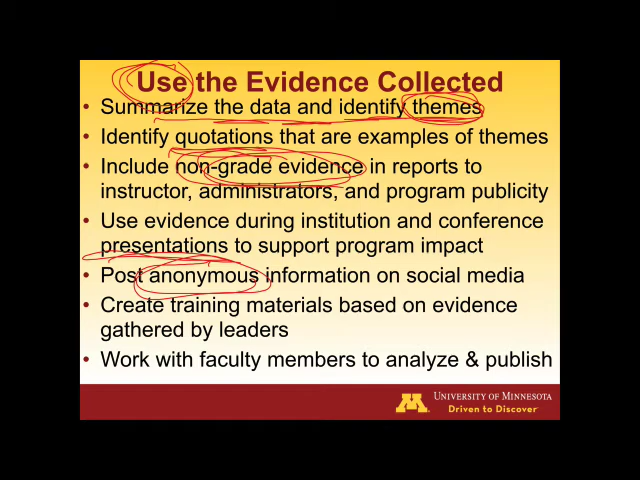 Use the Evidence Collected
• Summarize the data and identify themes
• Identify quotations that are examples of themes
• Include non-grade evidence in reports to
instructor, administrators, and program publicity
• Use evidence during institution and conference
presentations to support program impact
• Post anonymous information on social media
• Create training materials based on evidence
gathered by leaders
• Work with faculty members to analyze & publish
M
UNIVERSITY OF MINNESOTA
Driven to Discover